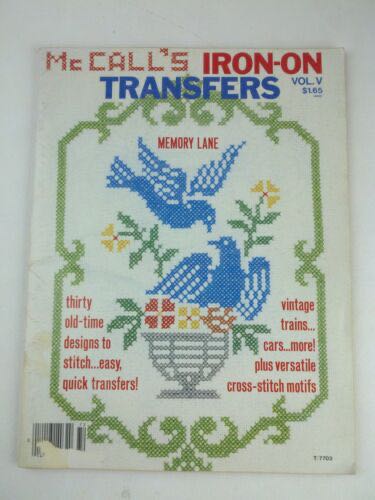 McCALL'S IRON-ON
TRANSFERS VOL. V
$1.65
MEMORY LANE
thirty
old-time
designs to
stitch...easy,
quick transfers!
vintage
trains...
cars...more!
plus versatile
cross-stitch motifs
T/7703